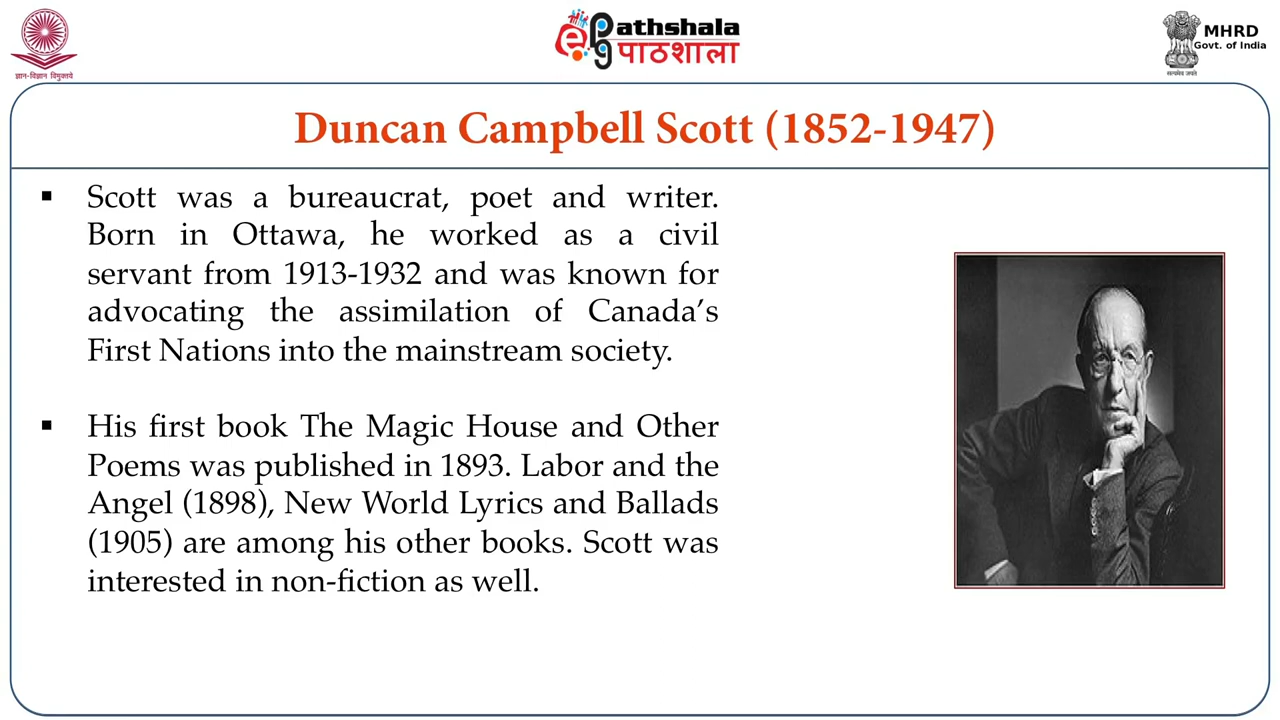 ज्ञान-विज्ञान विमुक्तये
ePathshala
पाठशाला
MHRD
Govt. of India
सत्यमेव जयते
Duncan Campbell Scott (1852-1947)
Scott was a bureaucrat, poet and writer.
Born in Ottawa, he worked as a civil
servant from 1913-1932 and was known for
advocating the assimilation of Canada's
First Nations into the mainstream society.
His first book The Magic House and Other
Poems was published in 1893. Labor and the
Angel (1898), New World Lyrics and Ballads
(1905) are among his other books. Scott was
interested in non-fiction as well.